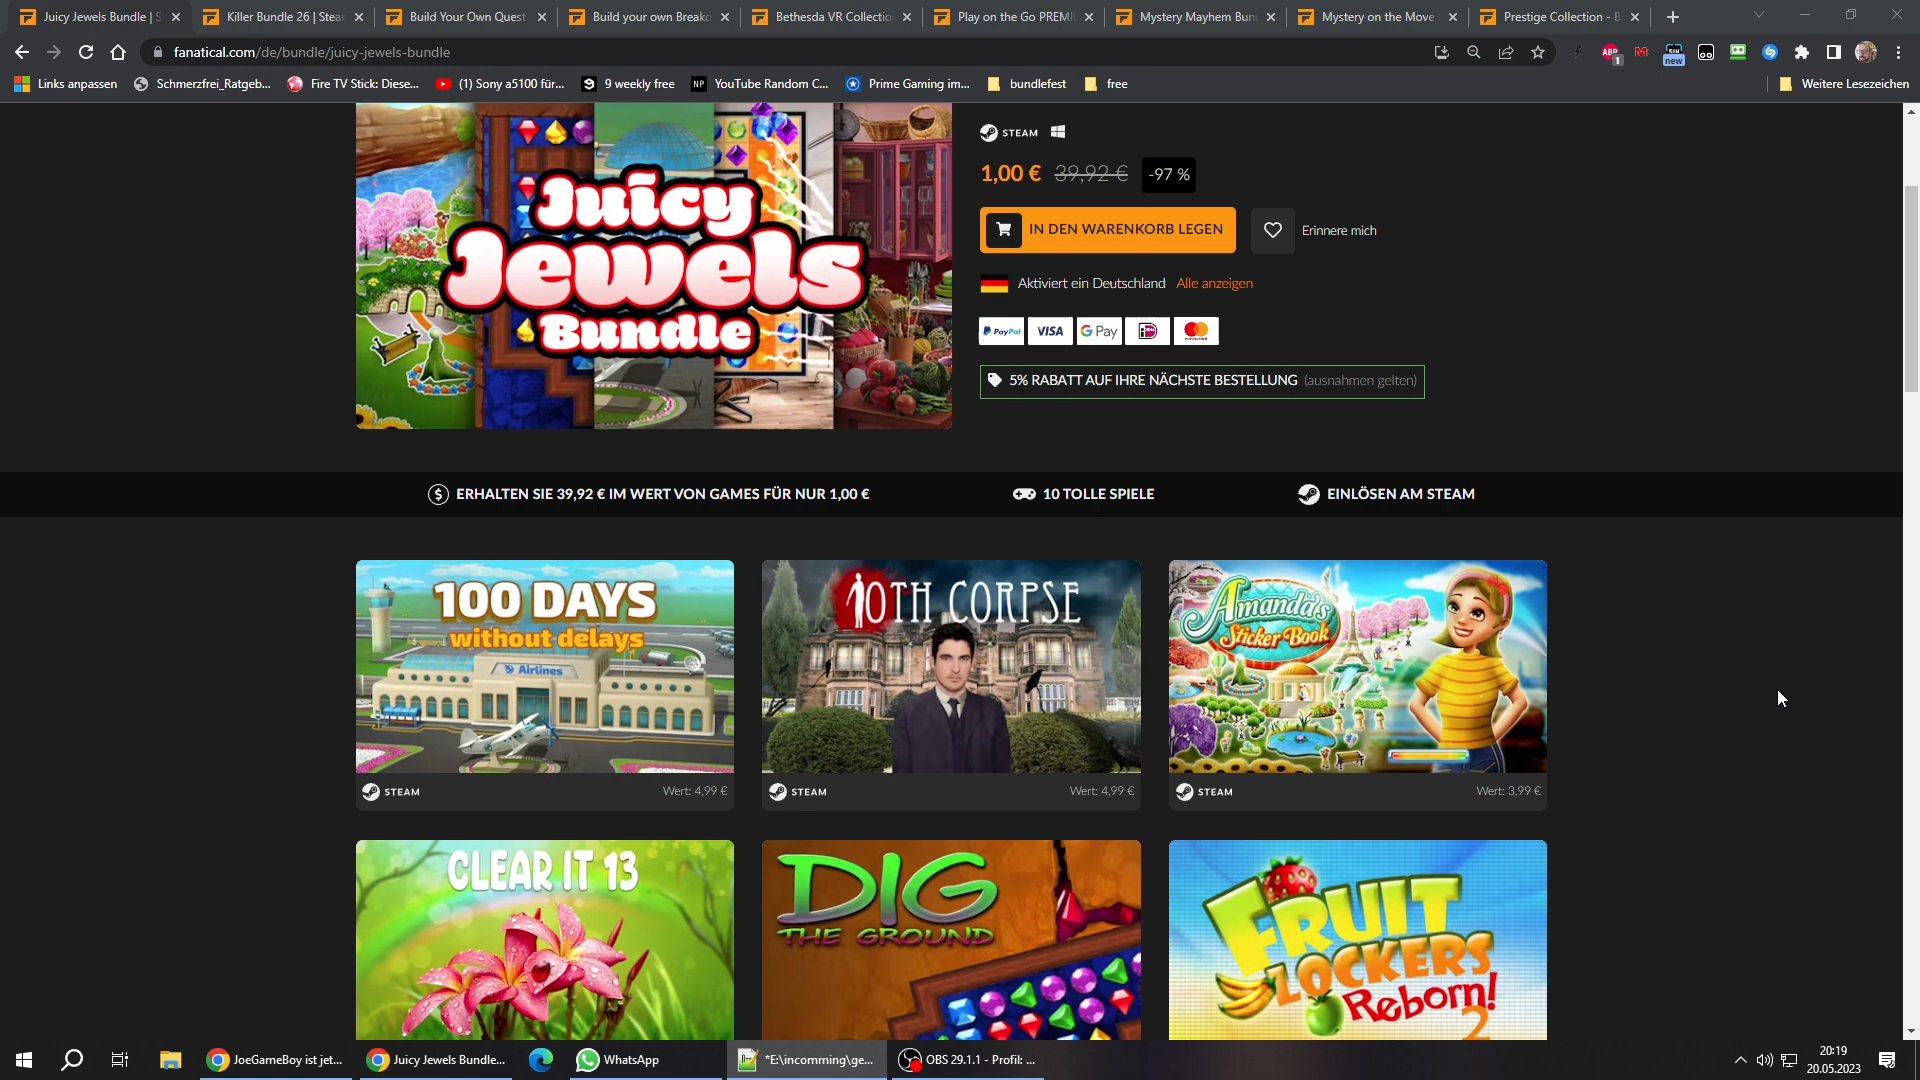 Juicy Jewels Bundle | S
Killer Bundle 26 | Stear
Build Your Own Quest
Build your own Breako
Bethesda VR Collectio
Play on the Go PREMI
Mystery Mayhem Bun
Mystery on the Move
Prestige Collection - B
fanatical.com/de/bundle/juicy-jewels-bundle
ABP
1
new
Links anpassen
Schmerzfrei_Ratgeb...
Fire TV Stick: Diese...
(1) Sony a5100 für...
9 weekly free
NP
YouTube Random C...
Prime Gaming im...
bundlefest
free
Weitere Lesezeichen
Juicy
Jewels
Bundle
STEAM
1,00 € 39,92 € -97 %
IN DEN WARENKORB LEGEN
Erinnere mich
Aktiviert ein Deutschland Alle anzeigen
PayPal VISA G Pay
5% RABATT AUF IHRE NÄCHSTE BESTELLUNG (ausnahmen gelten)
ERHALTEN SIE 39,92 € IM WERT VON GAMES FÜR NUR 1,00 €
10 TOLLE SPIELE
EINLÖSEN AM STEAM
100 DAYS
without delays
Airlines
STEAM
Wert: 4,99 €
10TH CORPSE
STEAM
Wert: 4,99 €
Amanda's
Sticker Book
STEAM
Wert: 3,99 €
CLEAR IT 13
DIG
THE GROUND
FRUIT
LOCKERS
Reborn!
2
JoeGameBoy ist jet...
Juicy Jewels Bundle...
WhatsApp
*E:\incomming\ge...
OBS 29.1.1 - Profil: ...
20:19
20.05.2023